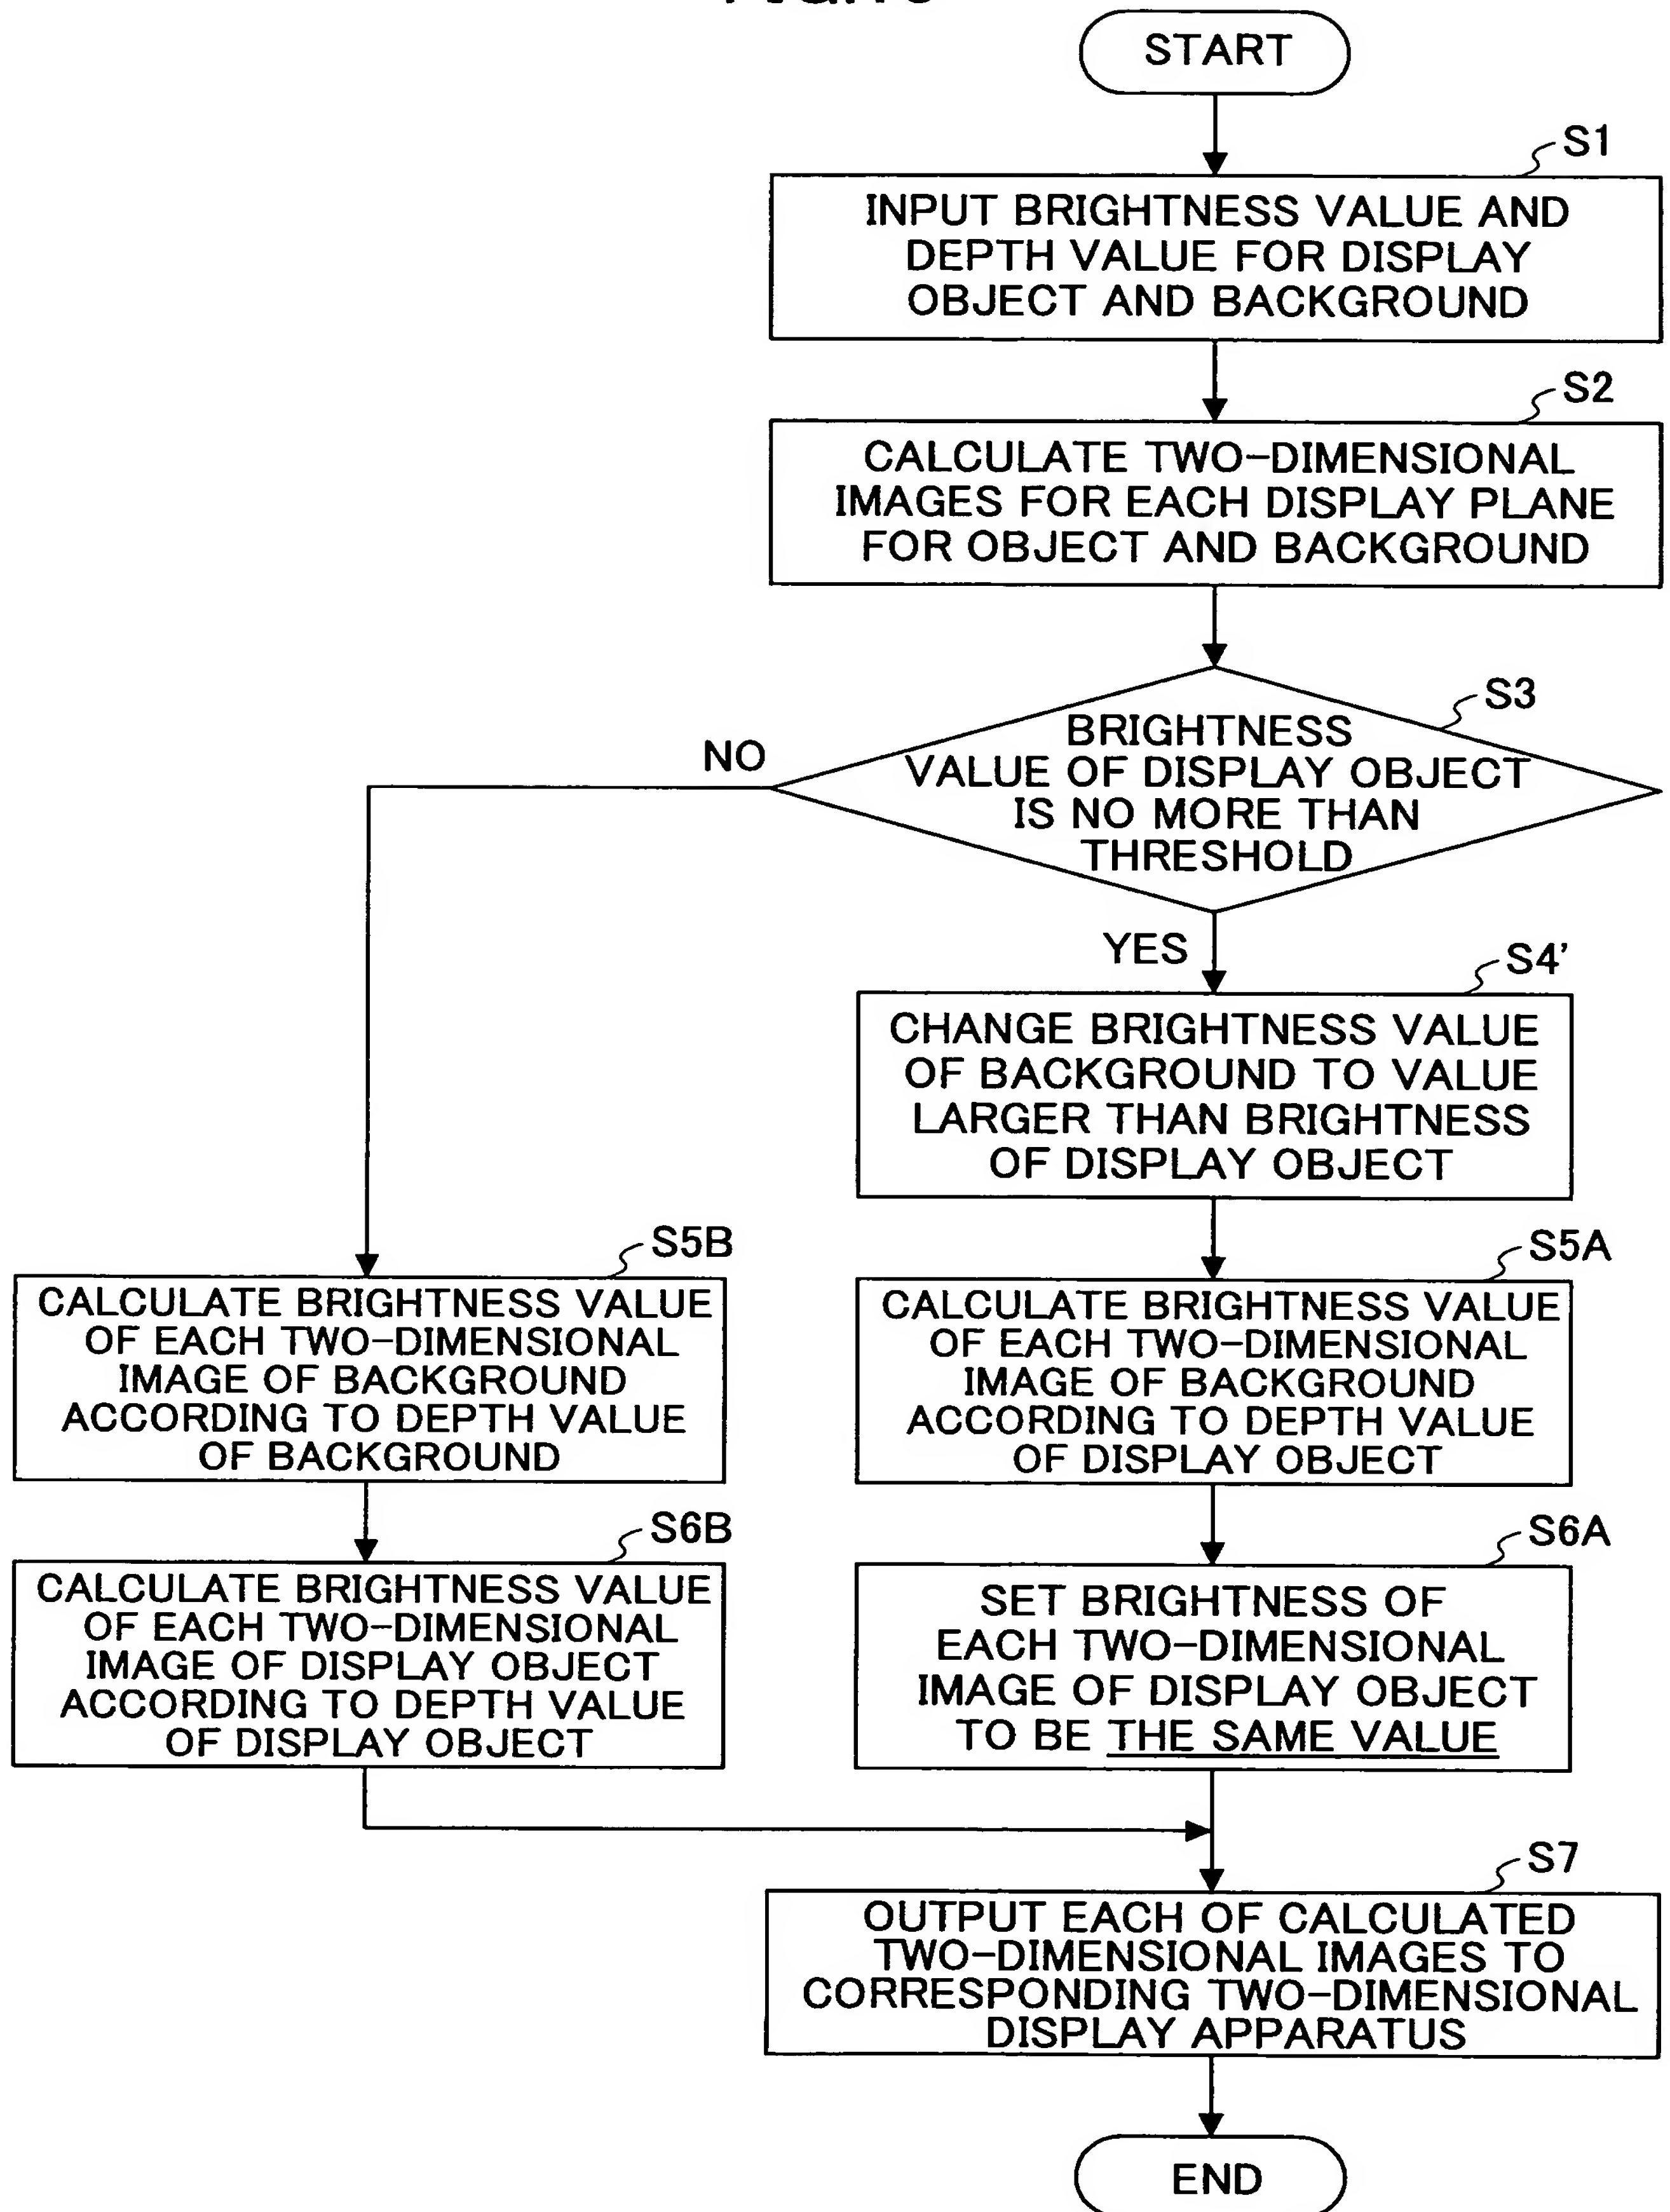 START
S1
INPUT BRIGHTNESS VALUE AND
DEPTH VALUE FOR DISPLAY
OBJECT AND BACKGROUND
S2
CALCULATE TWO-DIMENSIONAL
IMAGES FOR EACH DISPLAY PLANE
FOR OBJECT AND BACKGROUND
S3
BRIGHTNESS
VALUE OF DISPLAY OBJECT
IS NO MORE THAN
THRESHOLD
NO
YES
S4'
CHANGE BRIGHTNESS VALUE
OF BACKGROUND TO VALUE
LARGER THAN BRIGHTNESS
OF DISPLAY OBJECT
S5B
CALCULATE BRIGHTNESS VALUE
OF EACH TWO-DIMENSIONAL
IMAGE OF BACKGROUND
ACCORDING TO DEPTH VALUE
OF BACKGROUND
S5A
CALCULATE BRIGHTNESS VALUE
OF EACH TWO-DIMENSIONAL
IMAGE OF BACKGROUND
ACCORDING TO DEPTH VALUE
OF DISPLAY OBJECT
S6B
CALCULATE BRIGHTNESS VALUE
OF EACH TWO-DIMENSIONAL
IMAGE OF DISPLAY OBJECT
ACCORDING TO DEPTH VALUE
OF DISPLAY OBJECT
S6A
SET BRIGHTNESS OF
EACH TWO-DIMENSIONAL
IMAGE OF DISPLAY OBJECT
TO BE THE SAME VALUE
S7
OUTPUT EACH OF CALCULATED
TWO-DIMENSIONAL IMAGES TO
CORRESPONDING TWO-DIMENSIONAL
DISPLAY APPARATUS
END